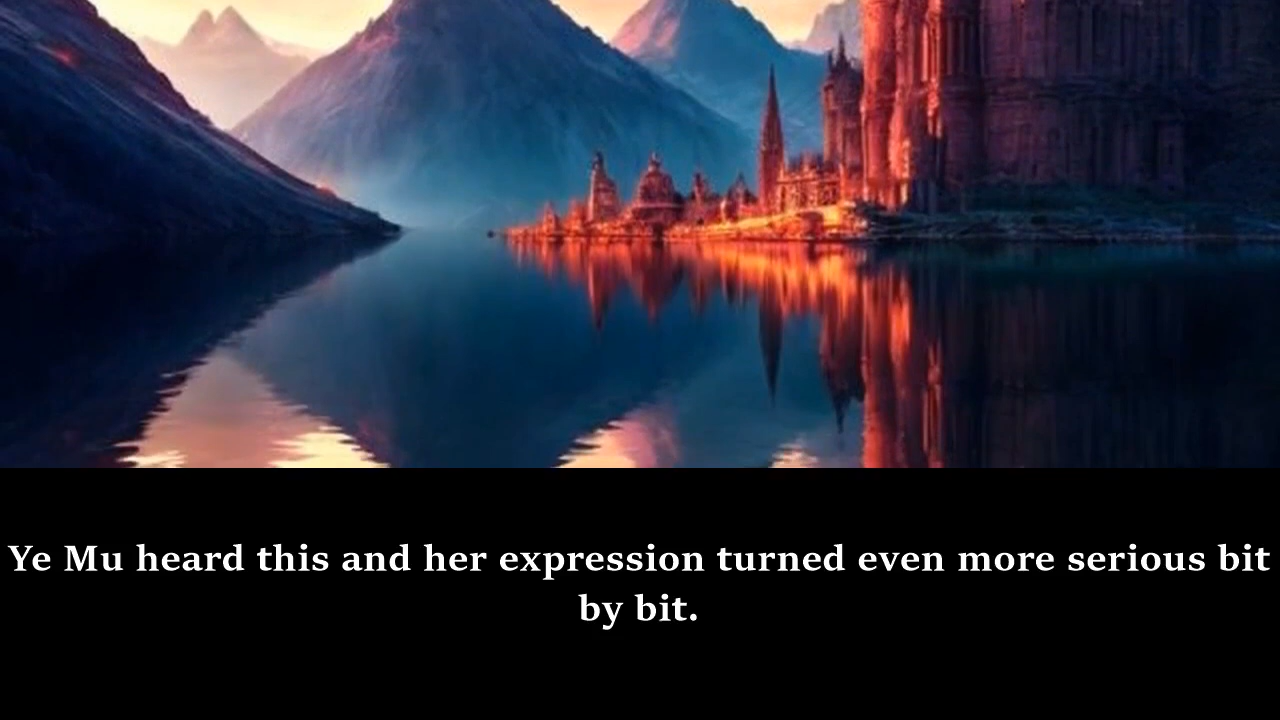 Ye Mu heard this and her expression turned even more serious bit
by bit.